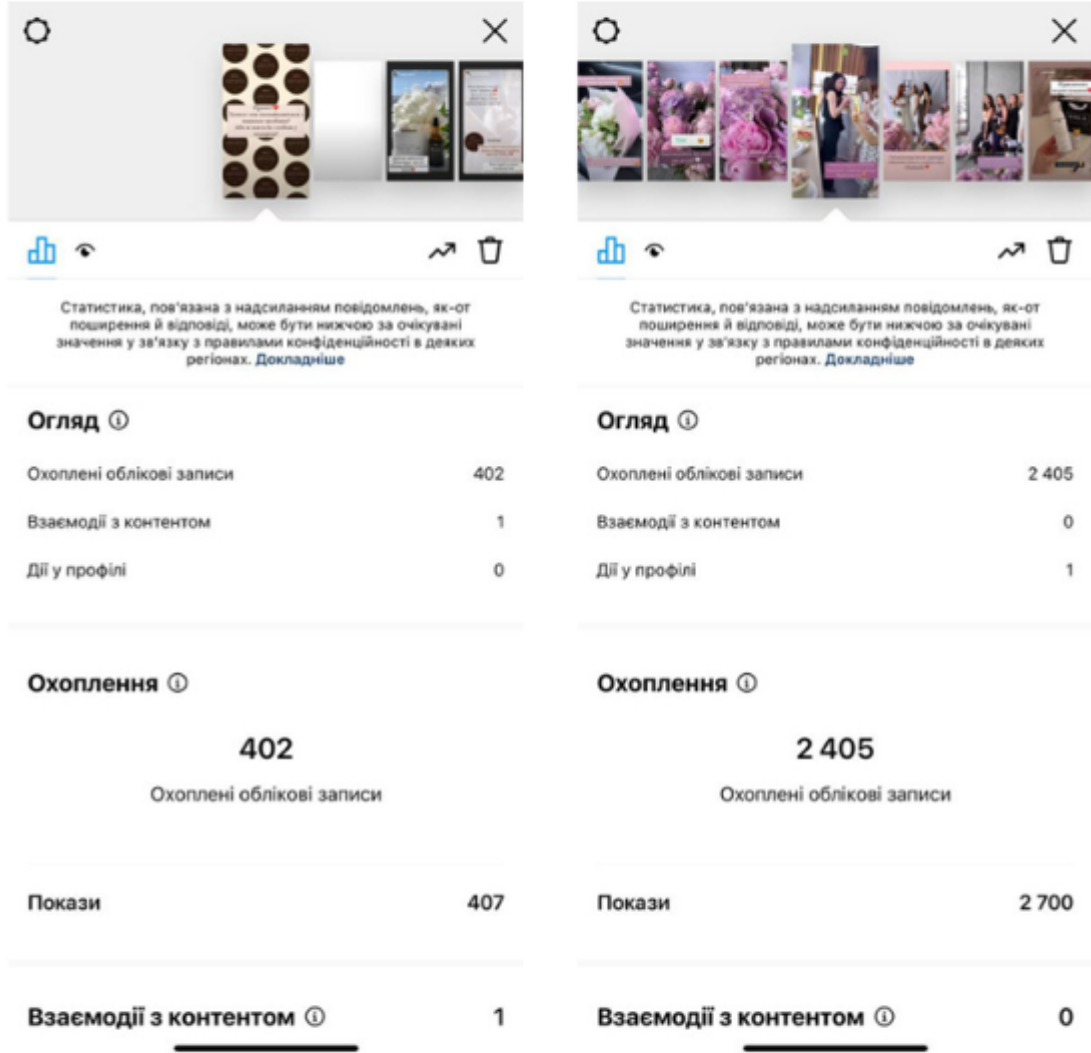 Статистика, пов'язана з надсиланням повідомлень, як-от
поширення й відповіді, може бути нижчою за очікувані
значення у зв'язку з правилами конфіденційності в деяких
регіонах. Докладніше
Огляд
Охоплені облікові записи 402
Взаємодії з контентом 1
Дії у профілі 0
Охоплення
402
Охоплені облікові записи
Покази 407
Взаємодії з контентом 1
Статистика, пов'язана з надсиланням повідомлень, як-от
поширення й відповіді, може бути нижчою за очікувані
значення у зв'язку з правилами конфіденційності в деяких
регіонах. Докладніше
Огляд
Охоплені облікові записи 2 405
Взаємодії з контентом 0
Дії у профілі 1
Охоплення
2 405
Охоплені облікові записи
Покази 2 700
Взаємодії з контентом 0